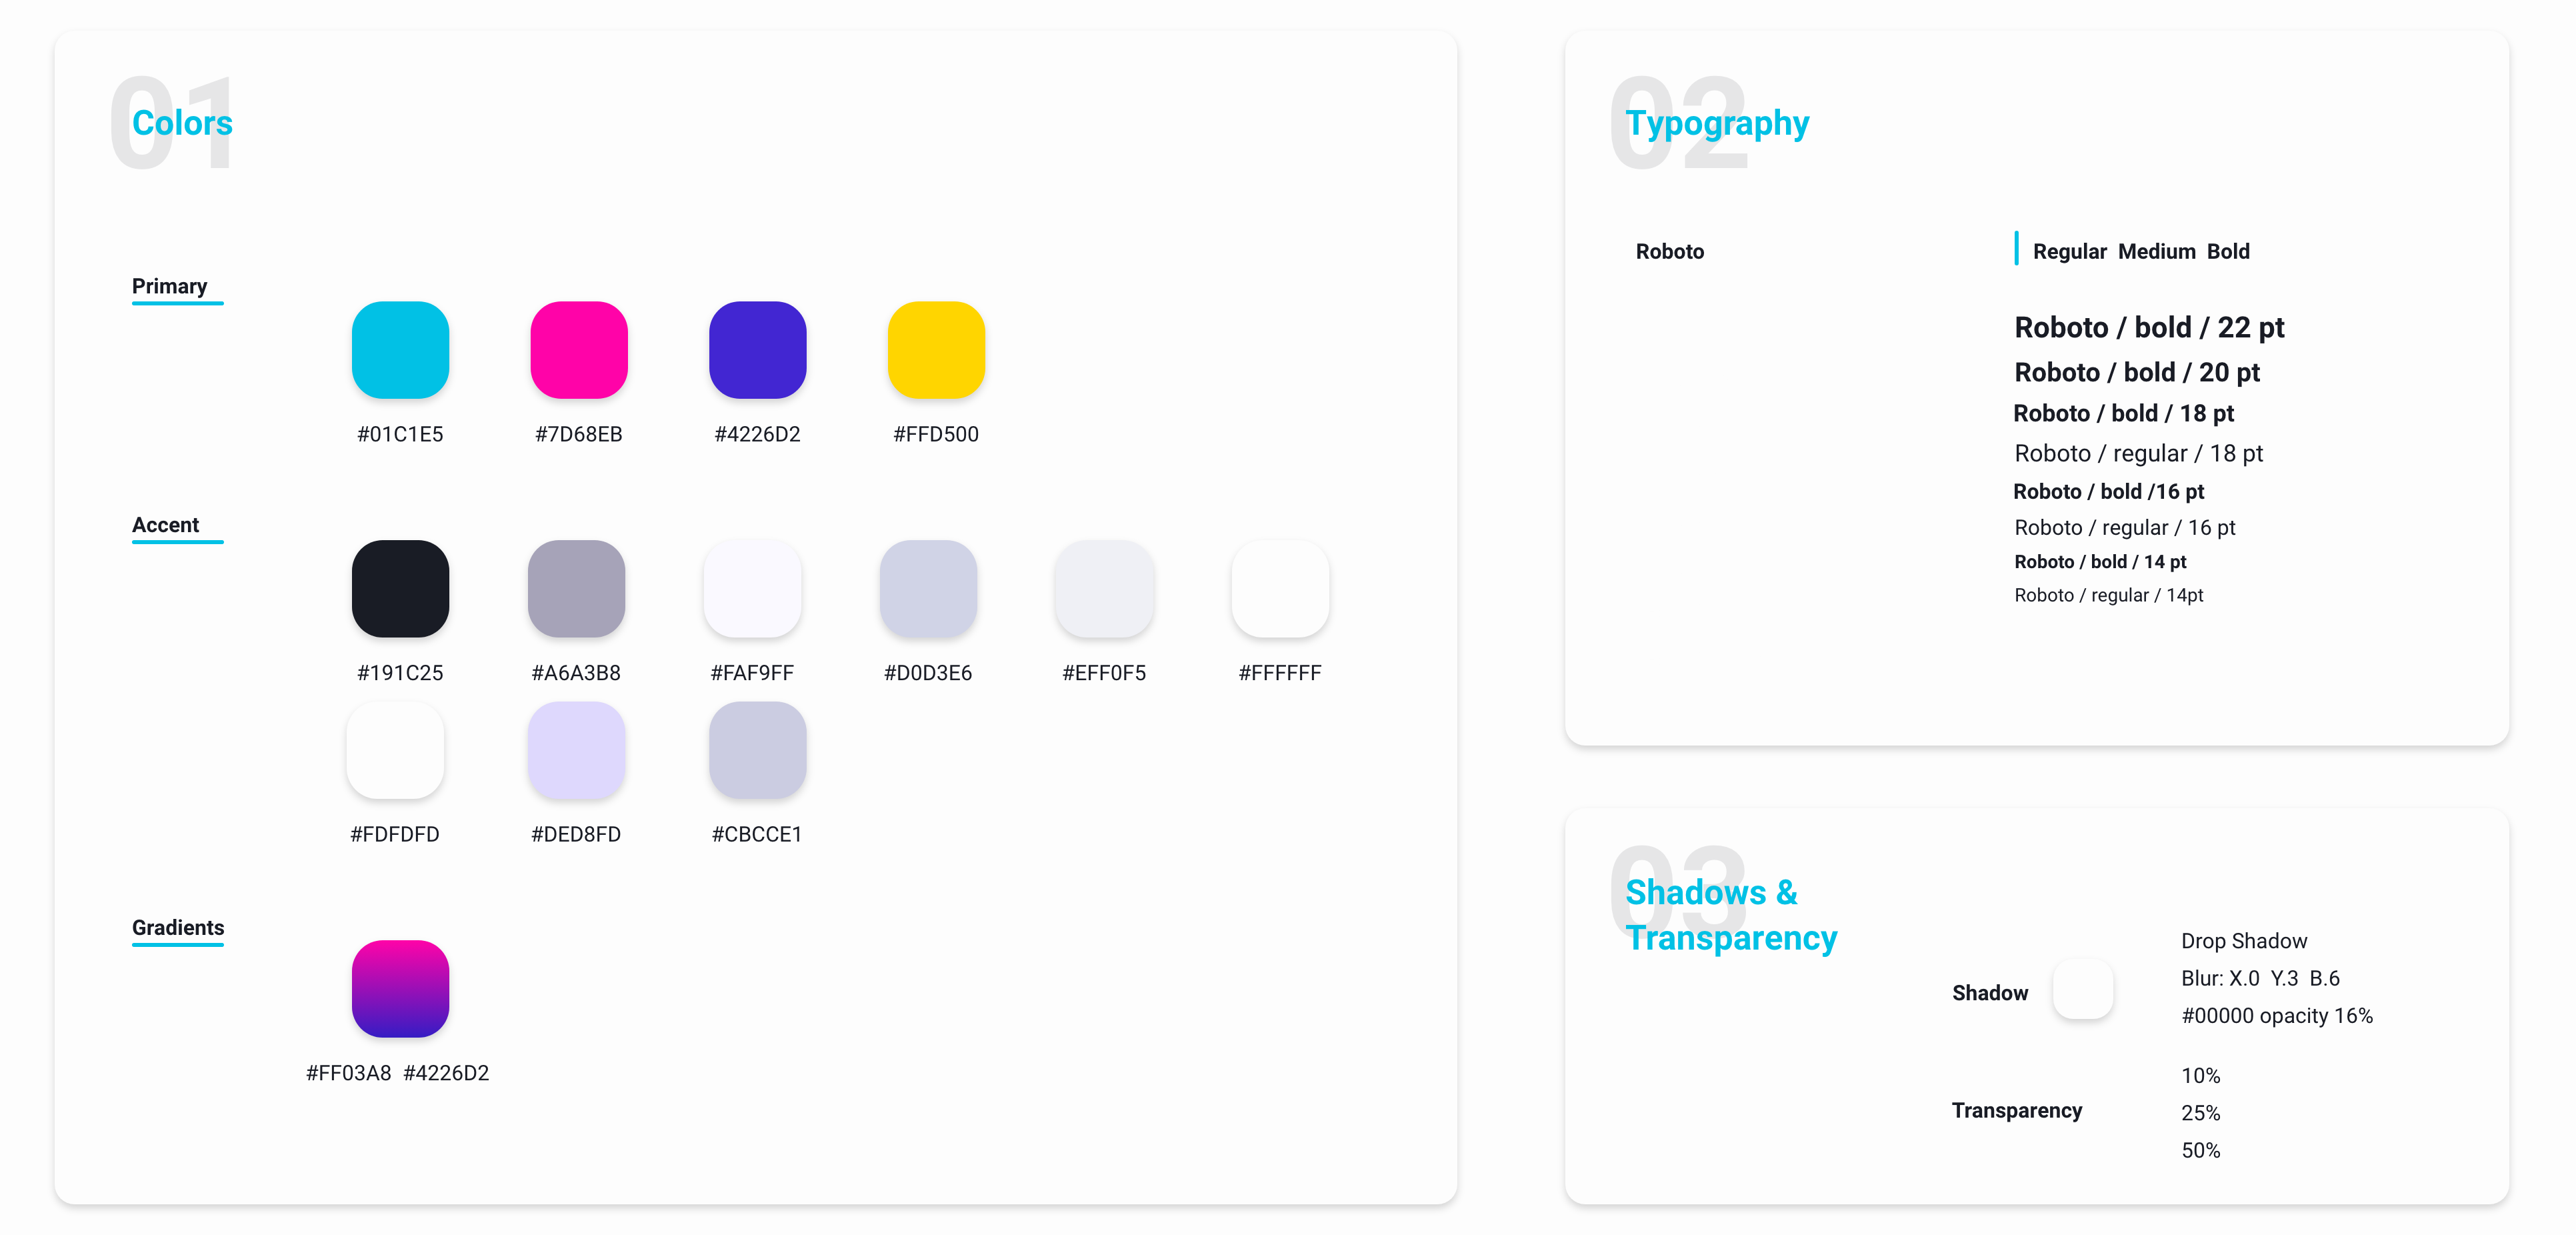 01
Colors
Primary
#01C1E5 #7D68EB #4226D2 #FFD500
Accent
#191C25 #A6A3B8 #FAF9FF #D0D3E6 #EFF0F5 #FFFFFF
#FDFDFD #DED8FD #CBCCE1
Gradients
#FF03A8 #4226D2
02
Typography
Roboto
Regular Medium Bold
Roboto / bold / 22 pt
Roboto / bold / 20 pt
Roboto / bold / 18 pt
Roboto / regular / 18 pt
Roboto / bold /16 pt
Roboto / regular / 16 pt
Roboto / bold / 14 pt
Roboto / regular / 14pt
03
Shadows &
Transparency
Shadow
Drop Shadow
Blur: X.0 Y.3 B.6
#00000 opacity 16%
Transparency
10%
25%
50%